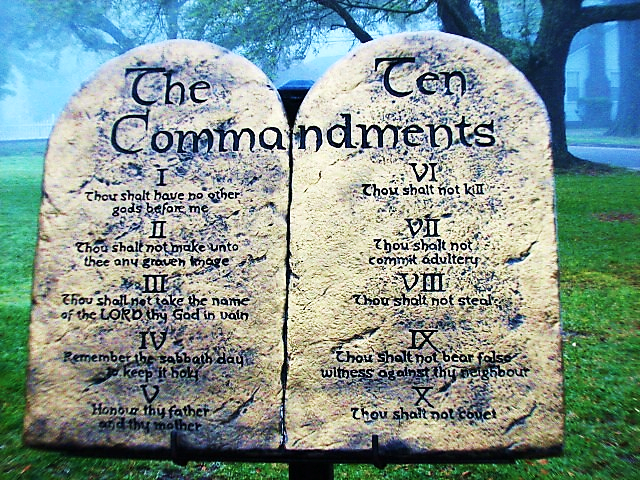 The Ten
Commandments
I
Thou shalt have no other
gods before me
II
Thou shalt not make unto
thee any graven image
III
Thou shalt not take the name
of the LORD thy God in vain
IV
Remember the sabbath day
to keep it holy
V
Honour thy father
and thy mother
VI
Thou shalt not kill
VII
Thou shalt not
commit adultery
VIII
Thou shalt not steal
IX
Thou shalt not bear false
witness against thy neighbour
X
Thou shalt not covet